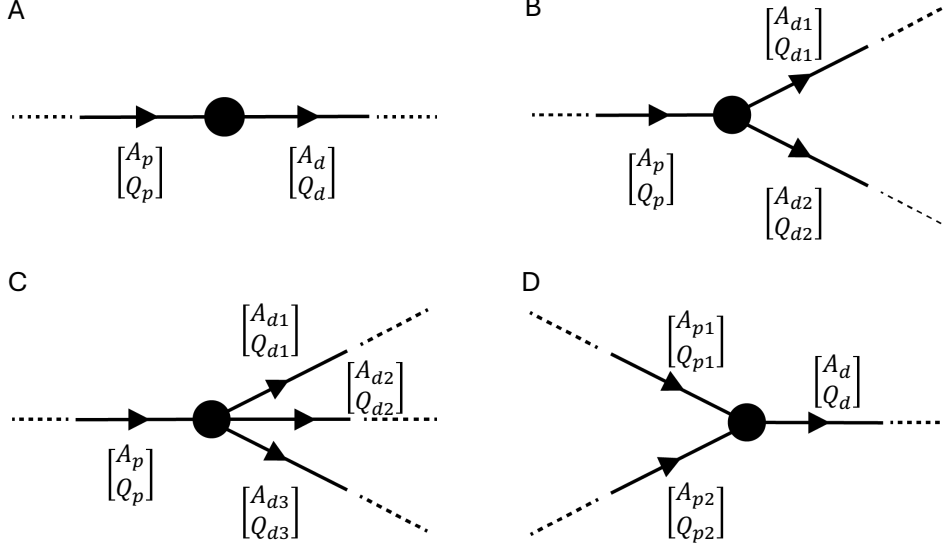 A
[A_p
Q_p]
[A_d
Q_d]
B
[A_d1
Q_d1]
[A_p
Q_p]
[A_d2
Q_d2]
C
[A_d1
Q_d1]
[A_d2
Q_d2]
[A_p
Q_p]
[A_d3
Q_d3]
D
[A_p1
Q_p1]
[A_d
Q_d]
[A_p2
Q_p2]